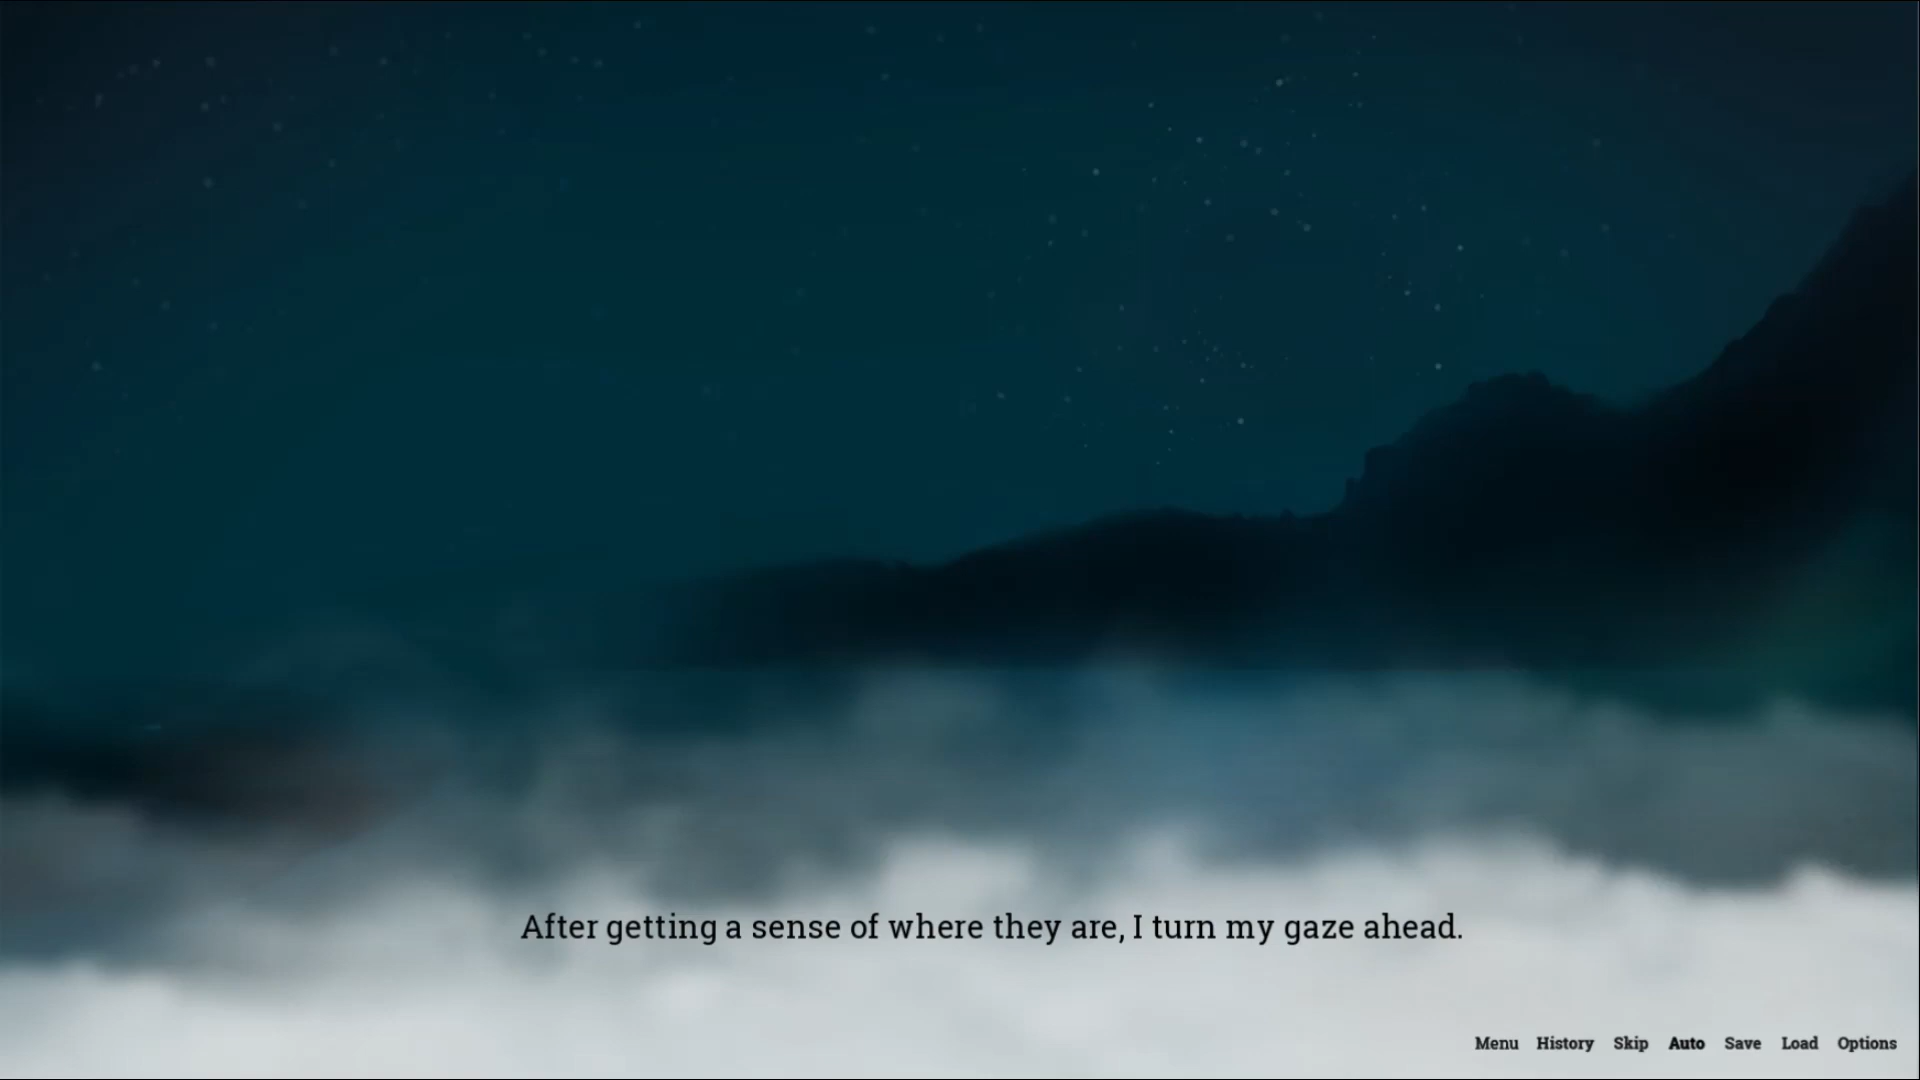 After getting a sense of where they are, I turn my gaze ahead.
Menu History Skip Auto Save Load Options